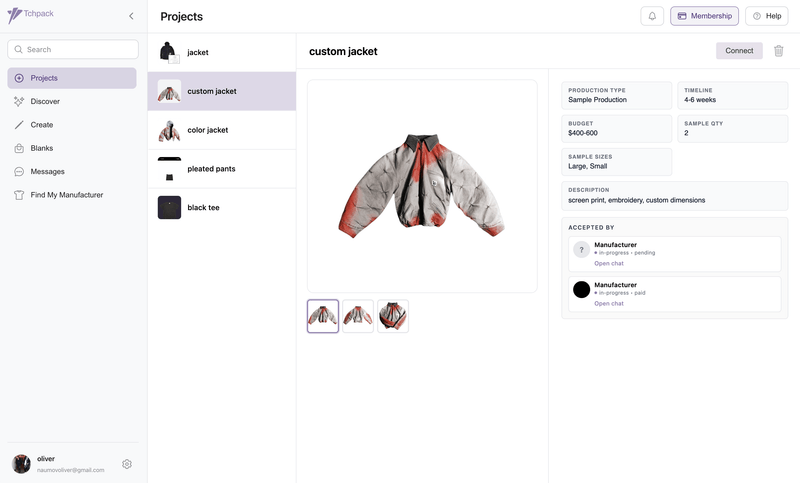 Tchpack
Search
Projects
Discover
Create
Blanks
Messages
Find My Manufacturer
oliver
naumovoliver@gmail.com
Projects
Membership
Help
jacket
custom jacket
color jacket
pleated pants
black tee
custom jacket
Connect
PRODUCTION TYPE
Sample Production
TIMELINE
4-6 weeks
BUDGET
$400-600
SAMPLE QTY
2
SAMPLE SIZES
Large, Small
DESCRIPTION
screen print, embroidery, custom dimensions
ACCEPTED BY
?
Manufacturer
• in-progress • pending
Open chat
Manufacturer
• in-progress • paid
Open chat